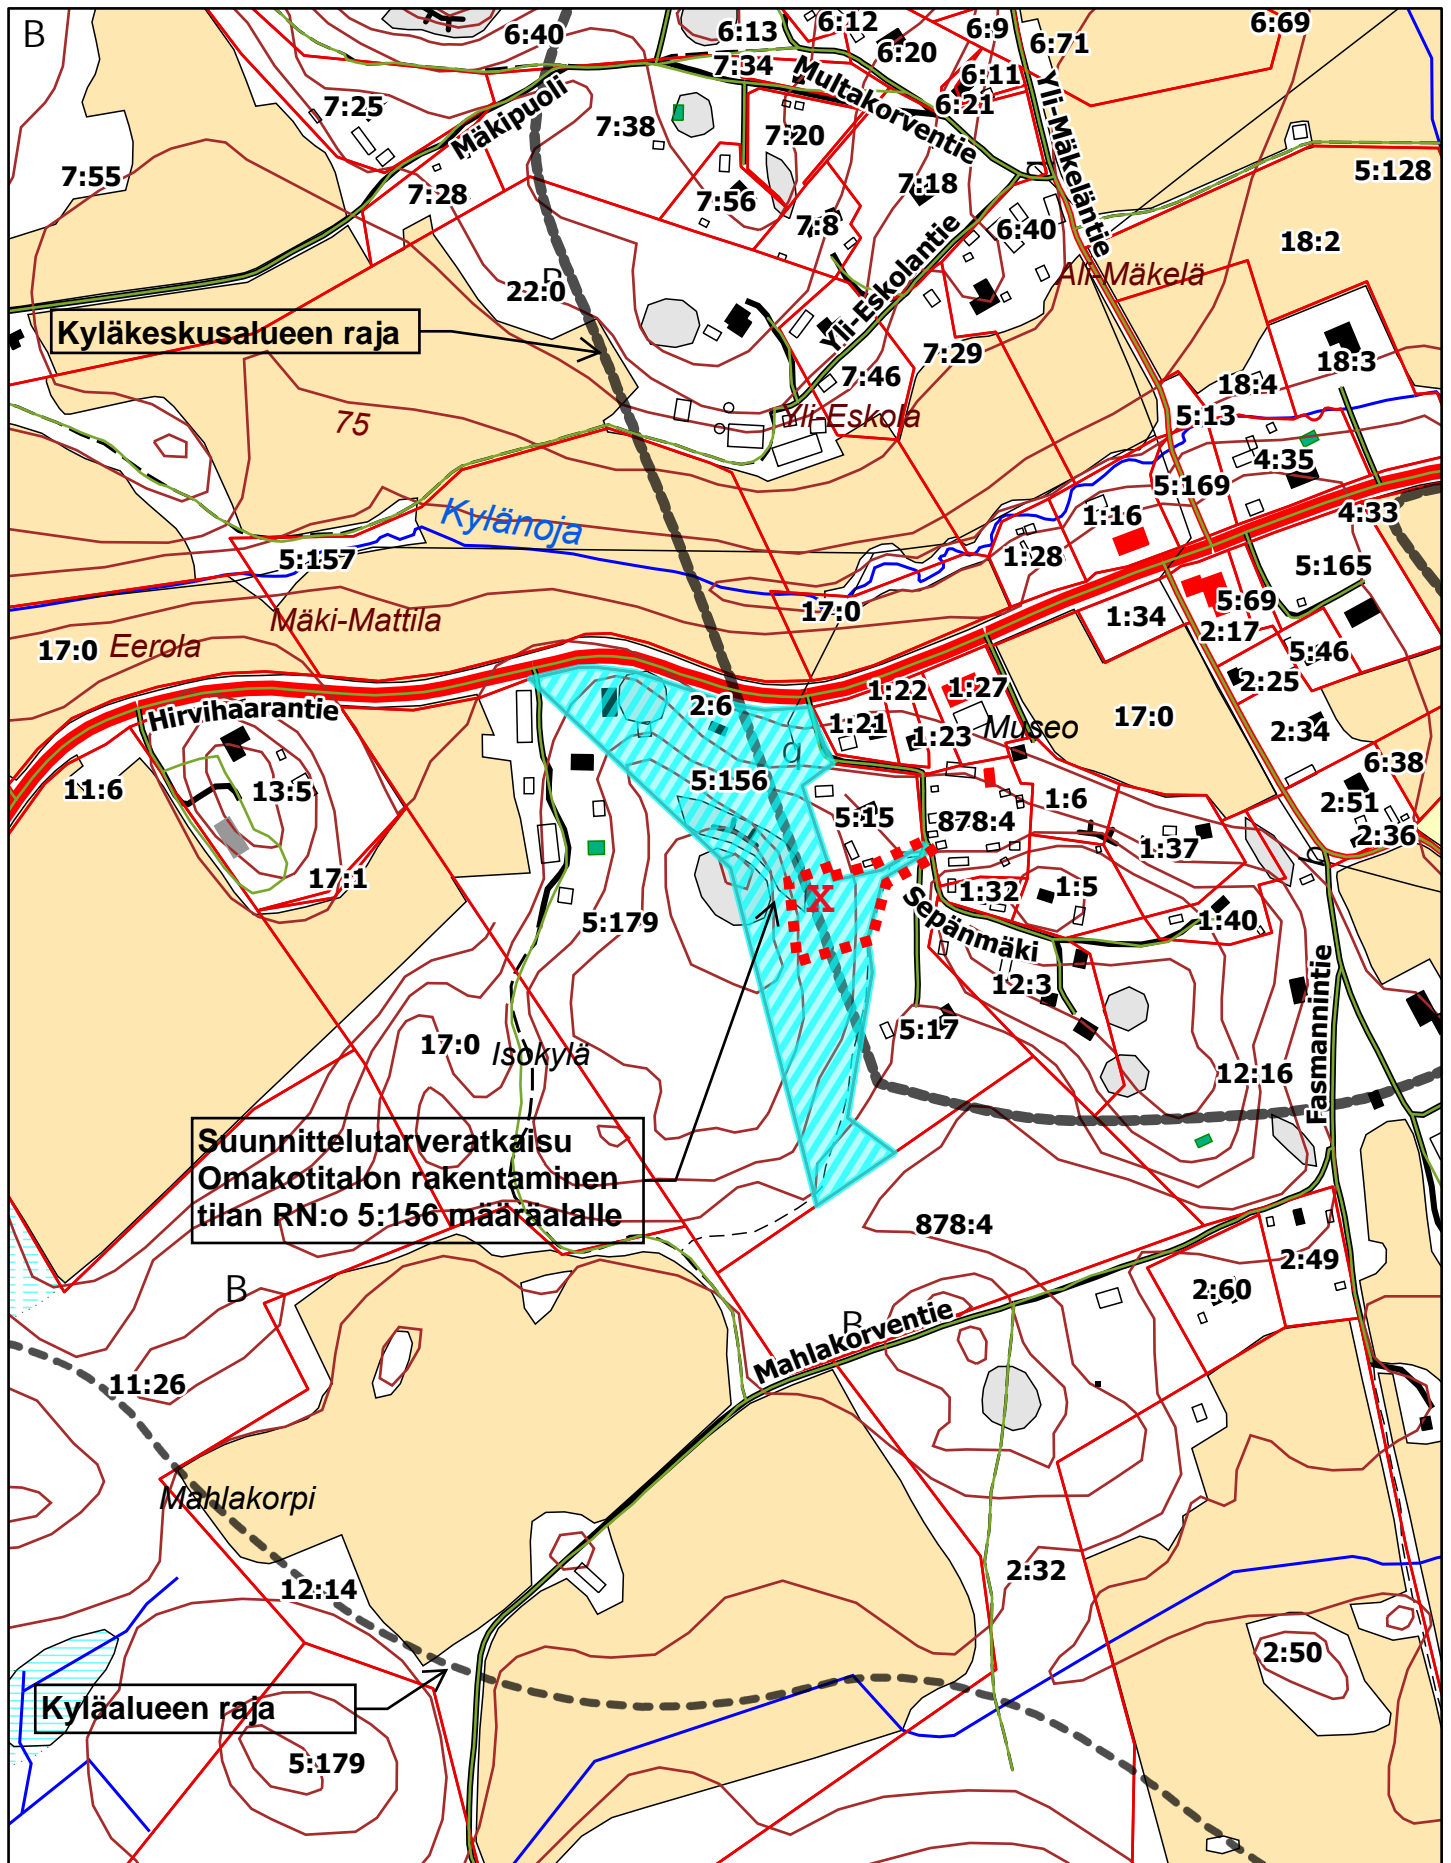 B
6:40
6:13
6:12
6:20
6:9
6:71
6:69
7:34
6:11
6:21
7:25
Mäkipuoli
7:38
Multakorventie
7:20
Yli-Mäkeläntie
7:55
7:28
7:56
7:18
5:128
7:8
6:40
18:2
Yli-Eskolantie
Ali-Mäkelä
22:0
Kyläkeskusalueen raja
7:29
18:3
7:46
18:4
75
Yli-Eskola
5:13
4:35
5:169
Kylänoja
1:16
4:33
5:157
1:28
5:165
Mäki-Mattila
17:0
5:69
1:34
17:0
Eerola
2:17
5:46
2:25
Hirvihaarantie
2:6
1:22
1:27
1:21
1:23
Museo
17:0
2:34
g
6:38
11:6
13:5
5:156
5:15
878:4
1:6
2:51
2:36
1:37
h
17:1
1:32
1:5
x
Sepänmäki
5:179
1:40
12:3
Fasmannintie
17:0
Isokylä
5:17
12:16
Suunnittelutarveratkaisu
Omakotitalon rakentaminen
tilan RN:o 5:156 määräalalle
878:4
2:49
B
2:60
Mahlakorventie
11:26
Mahlakorpi
12:14
2:32
2:50
Kyläalueen raja
5:179